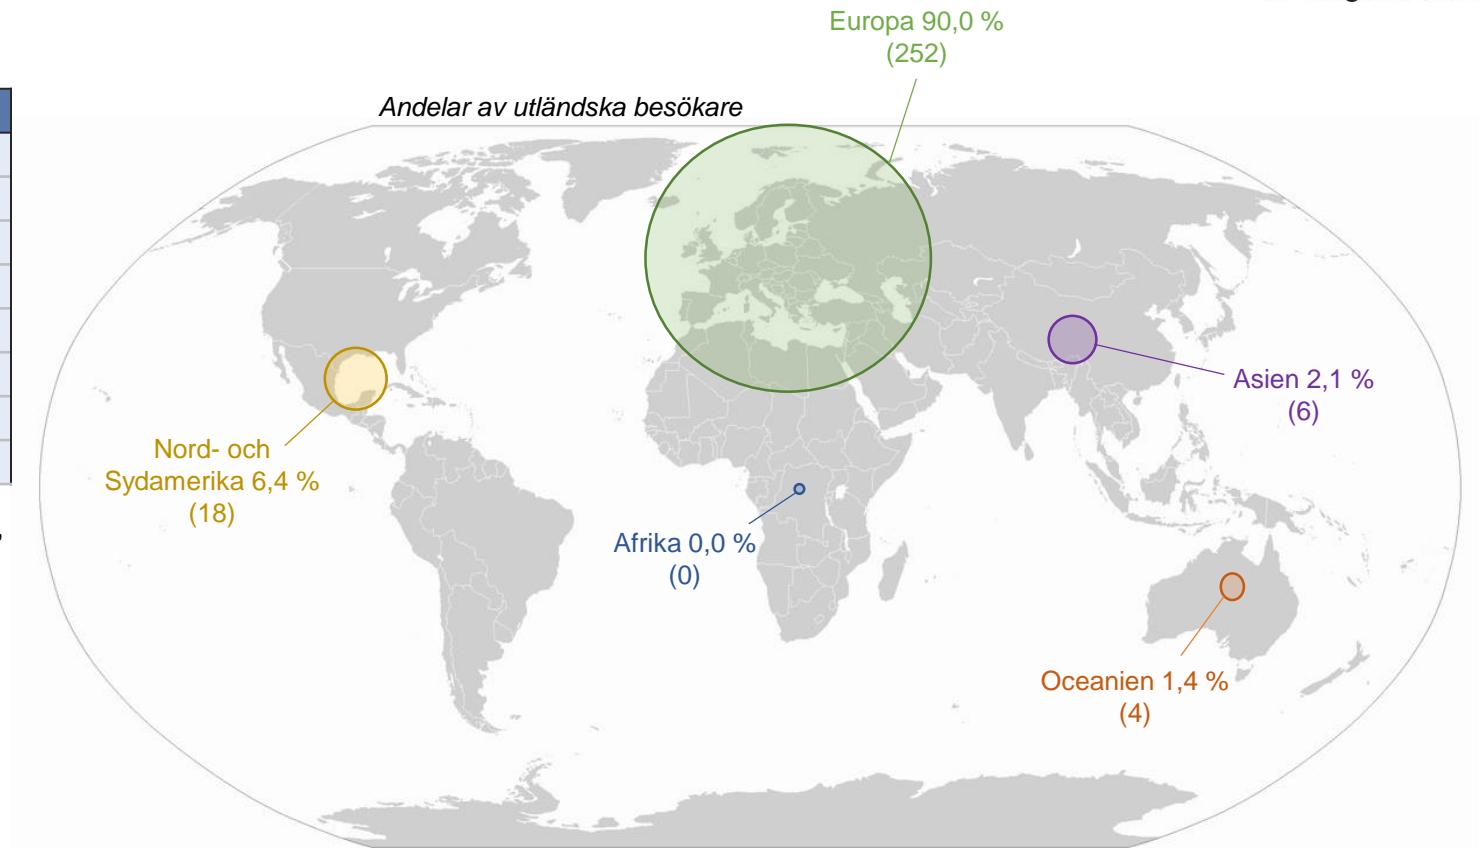 Europa 90,0 %
(252)
Andelar av utländska besökare
Asien 2,1 %
(6)
Nord- och
Sydamerika 6,4 %
(18)
Afrika 0,0 %
(0)
Oceanien 1,4 %
(4)